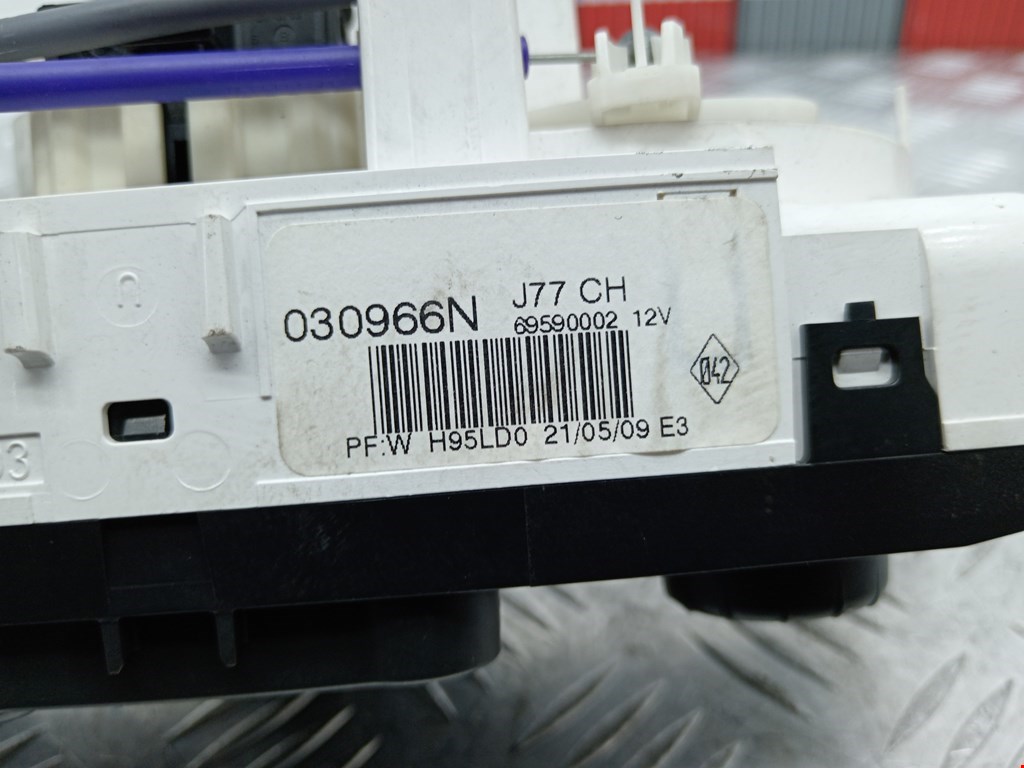 030966N
J77 CH
69590002 12V
042
PF:W H95LD0 21/05/09 E3